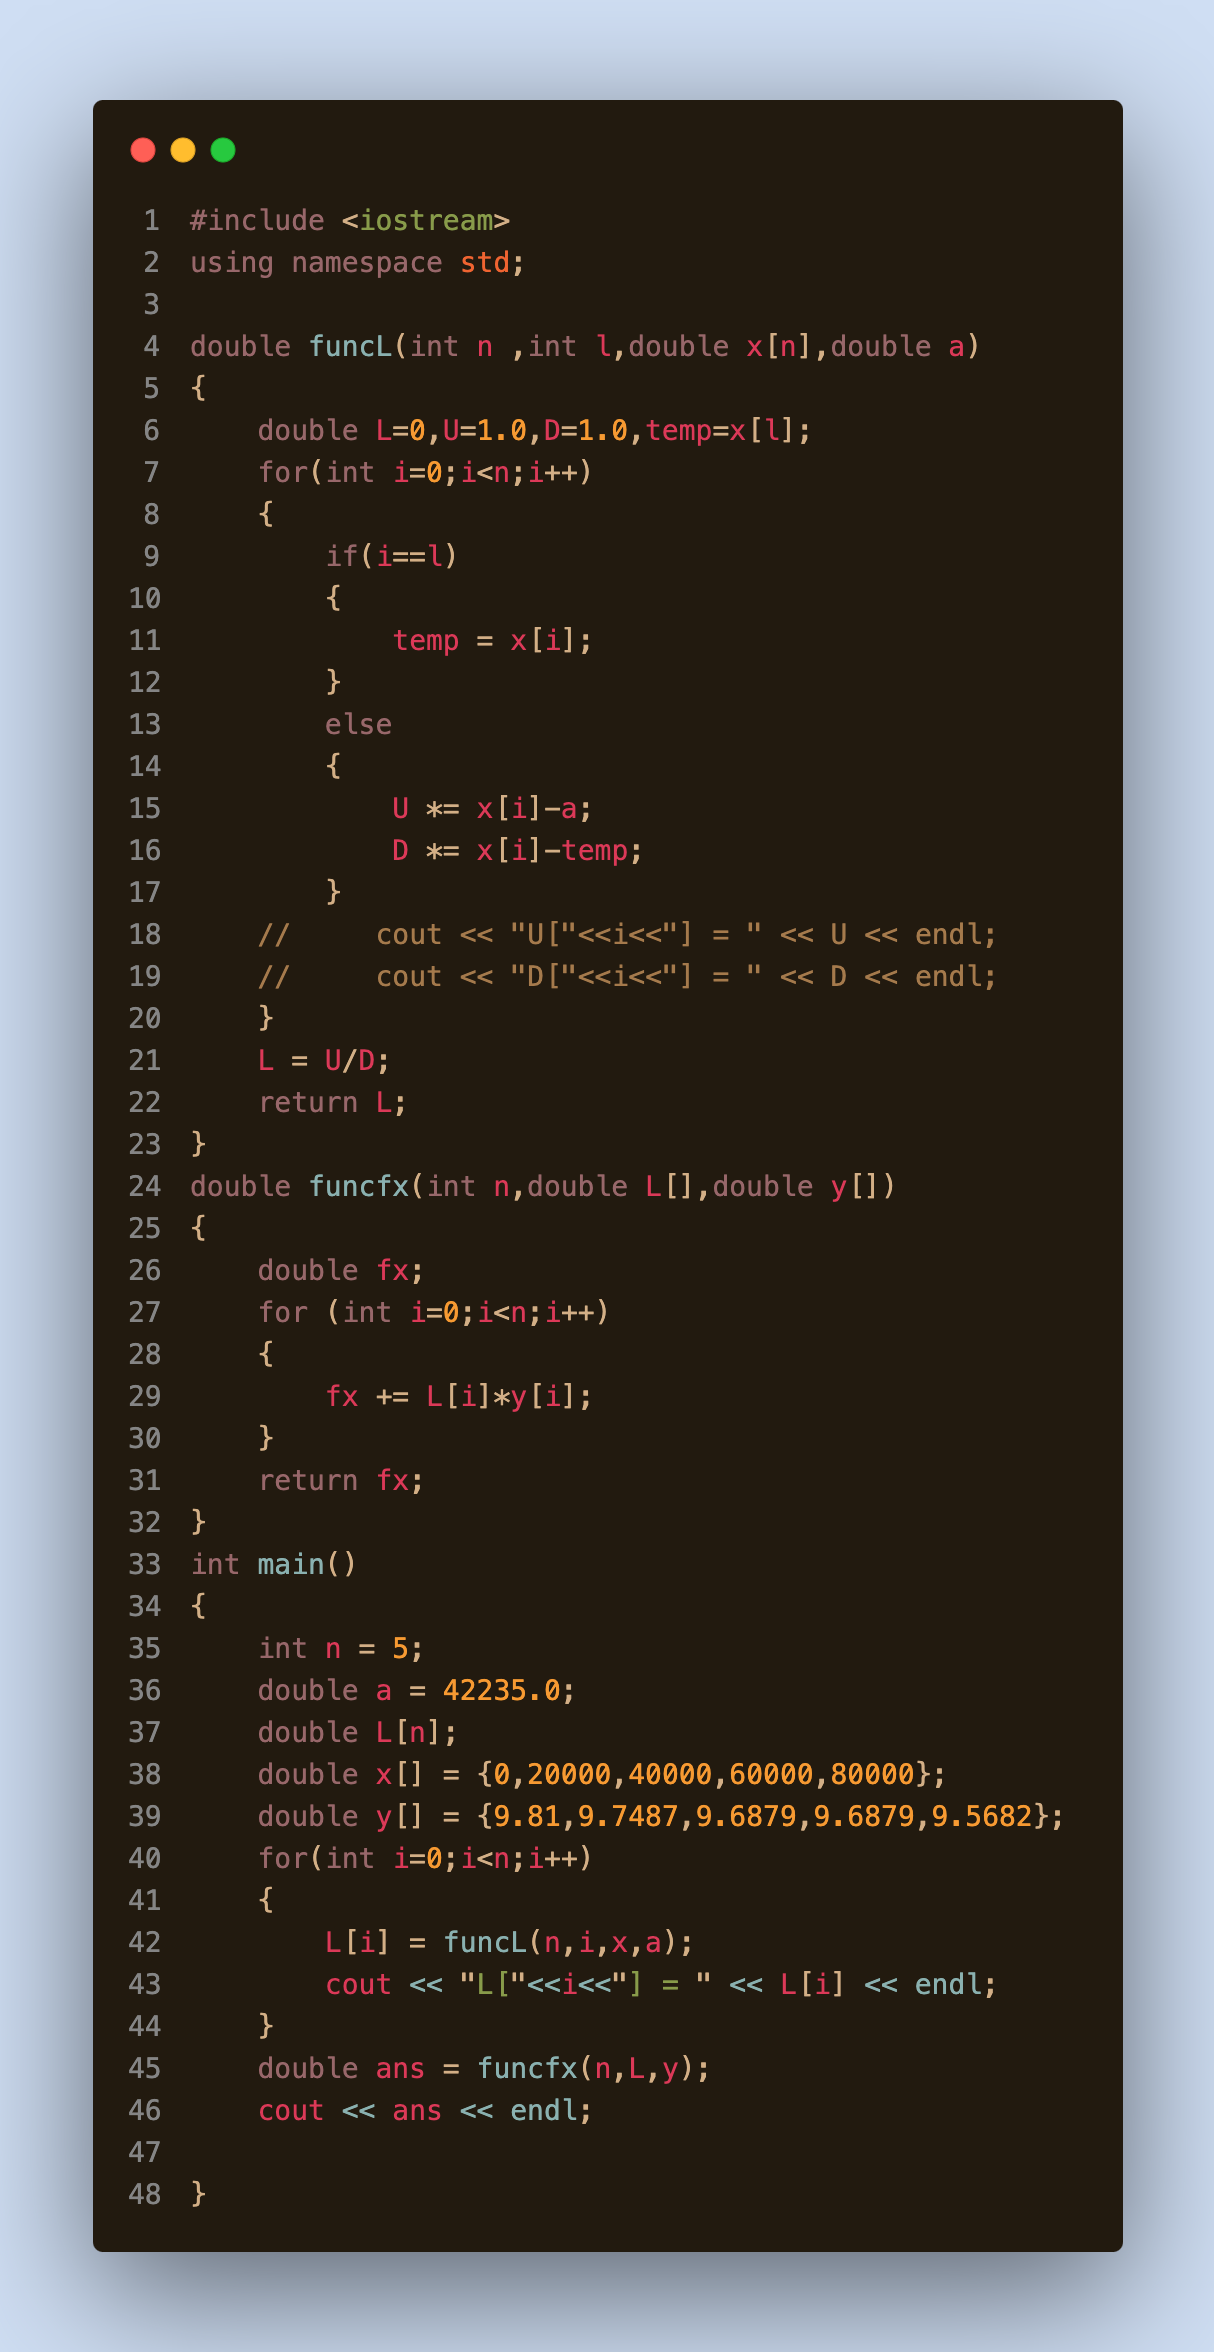 1 #include <iostream>
2 using namespace std;
3
4 double funcL(int n ,int l,double x[n],double a)
5 {
6     double L=0,U=1.0,D=1.0,temp=x[l];
7     for(int i=0;i<n;i++)
8     {
9         if(i==l)
10         {
11             temp = x[i];
12         }
13         else
14         {
15             U *= x[i]-a;
16             D *= x[i]-temp;
17         }
18     //     cout << "U["<<i<<"] = " << U << endl;
19     //     cout << "D["<<i<<"] = " << D << endl;
20     }
21     L = U/D;
22     return L;
23 }
24 double funcfx(int n,double L[],double y[])
25 {
26     double fx;
27     for (int i=0;i<n;i++)
28     {
29         fx += L[i]*y[i];
30     }
31     return fx;
32 }
33 int main()
34 {
35     int n = 5;
36     double a = 42235.0;
37     double L[n];
38     double x[] = {0,20000,40000,60000,80000};
39     double y[] = {9.81,9.7487,9.6879,9.6879,9.5682};
40     for(int i=0;i<n;i++)
41     {
42         L[i] = funcL(n,i,x,a);
43         cout << "L["<<i<<"] = " << L[i] << endl;
44     }
45     double ans = funcfx(n,L,y);
46     cout << ans << endl;
47
48 }